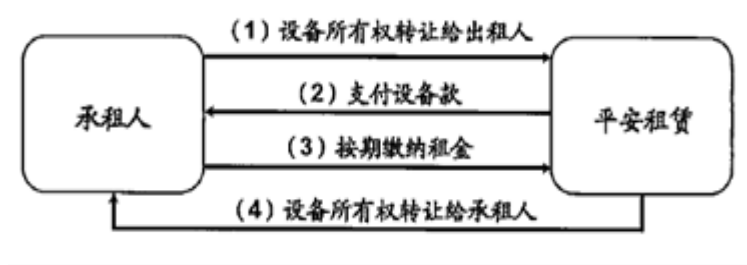 (1)设备所有权转让给出租人
(2)支付设备款
承租人
平安租赁
(3)按期缴纳租金
(4)设备所有权转让给承租人